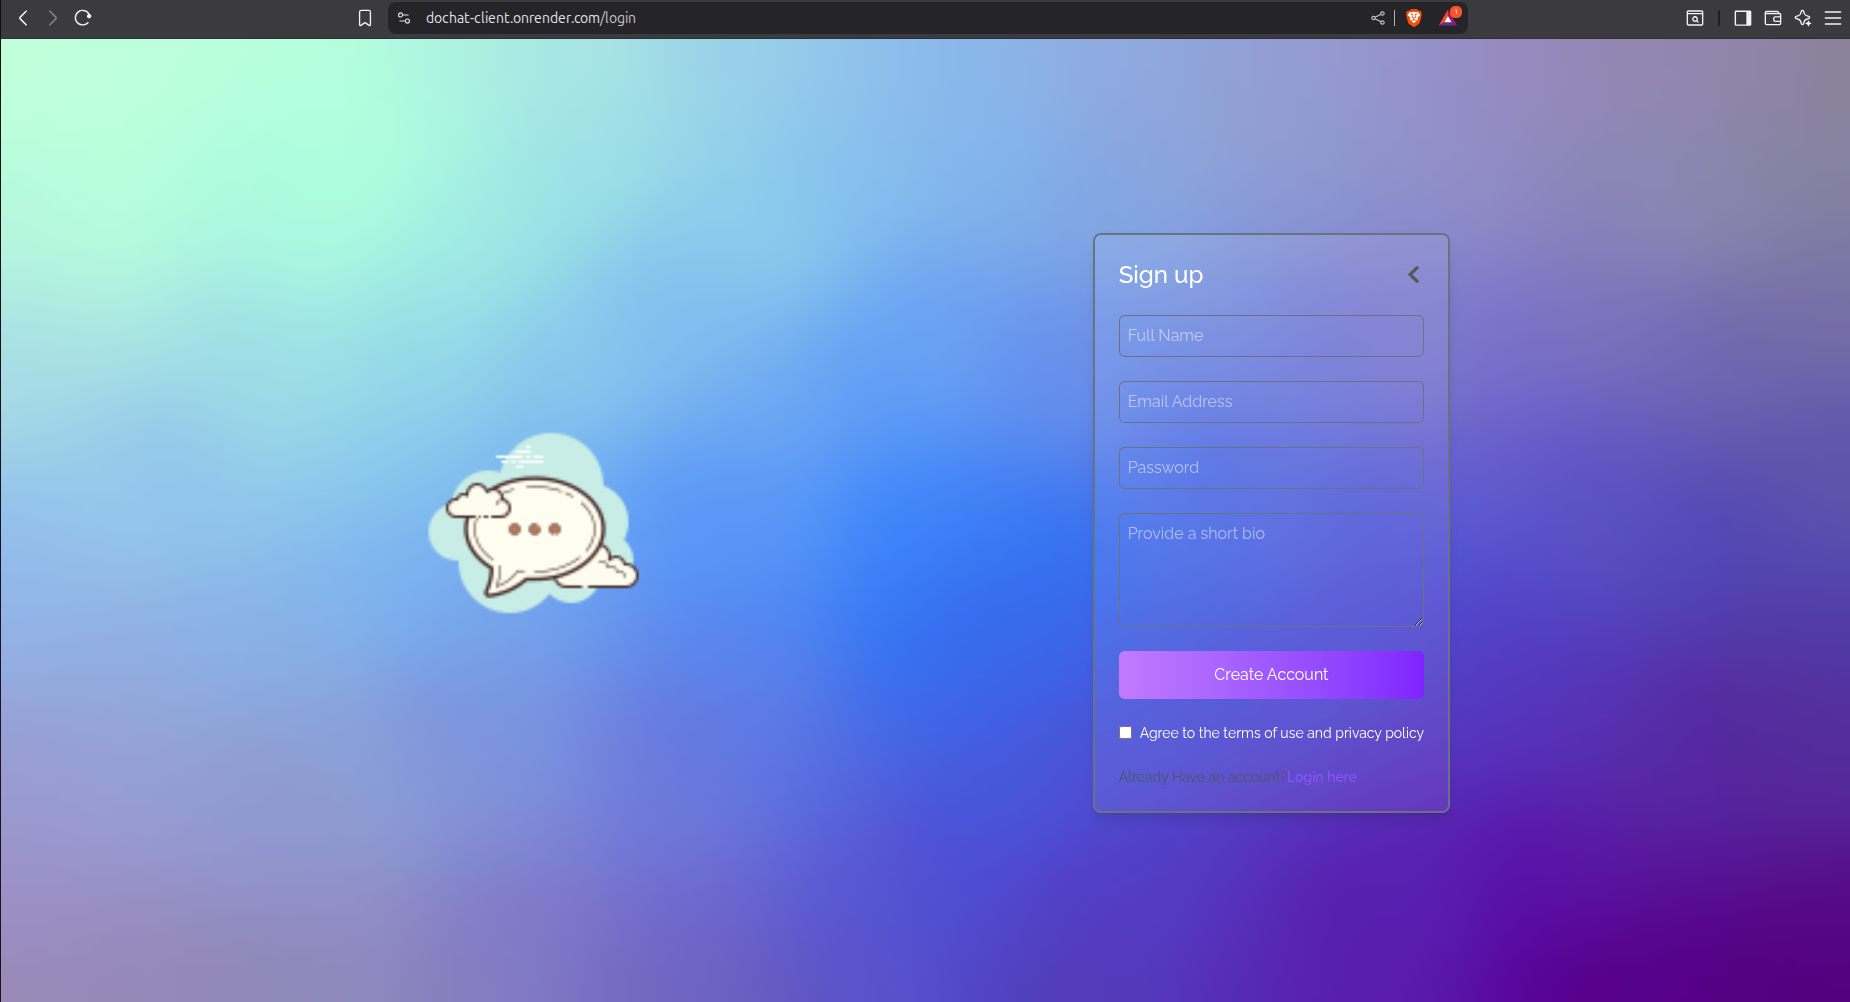 dochat-client.onrender.com/login
1
Sign up
Full Name
Email Address
Password
Provide a short bio
Create Account
Agree to the terms of use and privacy policy
Already Have an account? Login here